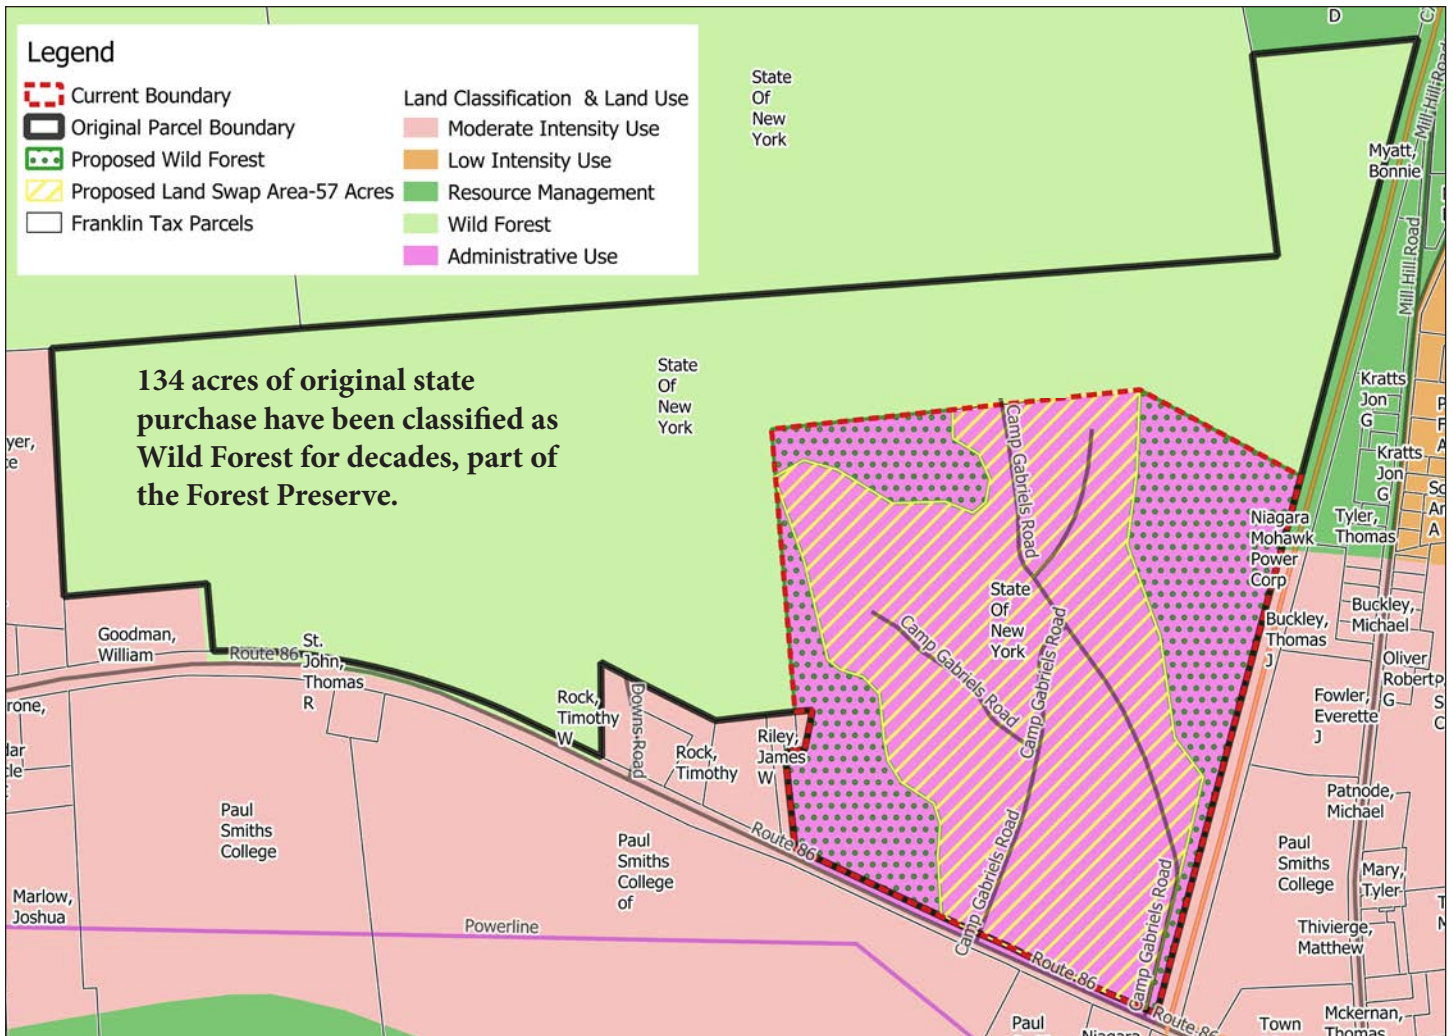 Legend
Current Boundary
Original Parcel Boundary
Proposed Wild Forest
Proposed Land Swap Area-57 Acres
Franklin Tax Parcels
Land Classification & Land Use
Moderate Intensity Use
Low Intensity Use
Resource Management
Wild Forest
Administrative Use
State
Of
New
York
D
Mill Hill Road
Myatt,
Bonnie
Mill Hill Road
134 acres of original state
purchase have been classified as
Wild Forest for decades, part of
the Forest Preserve.
State
Of
New
York
Kratts
Jon
G
Kratts
Jon
G
Camp Gabriels Road
Niagara
Mohawk
Power
Corp
Tyler,
Thomas
State
Of
New
York
Camp Gabriels Road
Camp Gabriels Road
Buckley,
Thomas
J
Buckley,
Michael
Oliver
Robert
G
Fowler,
Everette
J
Goodman,
William
Route 86
St.
John,
Thomas
R
Rock,
Timothy
W
Downs Road
Rock,
Timothy
Riley,
James
W
Patnode,
Michael
Paul
Smiths
College
Route 86
Paul
Smiths
College
of
Camp Gabriels Road
Camp Gabriels Road
Paul
Smiths
College
Mary,
Tyler
Marlow,
Joshua
Powerline
Thivierge,
Matthew
Route 86
Route 86
Paul
Niagara
Town
Mckernan,
Thomas